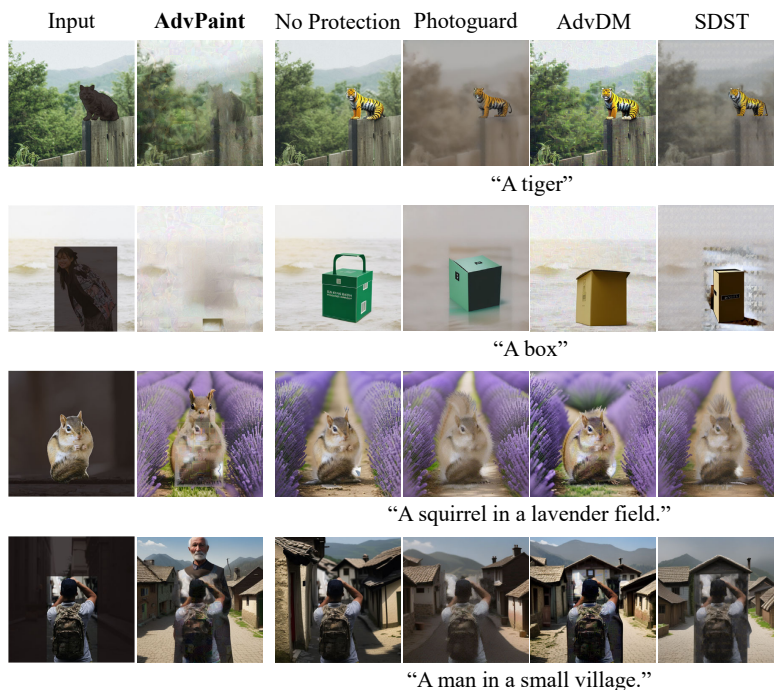 Input AdvPaint No Protection Photoguard AdvDM SDST
“A tiger”
“A box”
“A squirrel in a lavender field.”
“A man in a small village.”